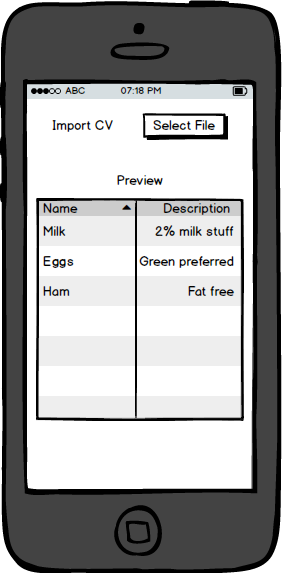 ABC 07:18 PM
Import CV Select File
Preview
Name Description
Milk 2% milk stuff
Eggs Green preferred
Ham Fat free